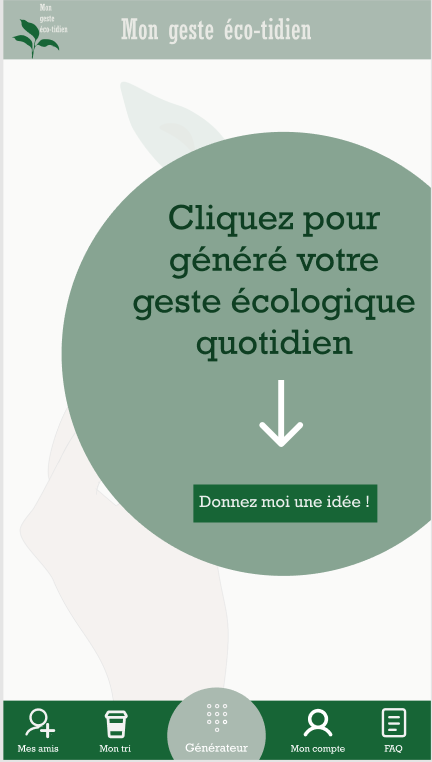 Mon
geste
éco-tidien
Mon geste éco-tidien
Cliquez pour
généré votre
geste écologique
quotidien
Donnez moi une idée !
Mes amis
Mon tri
Générateur
Mon compte
FAQ